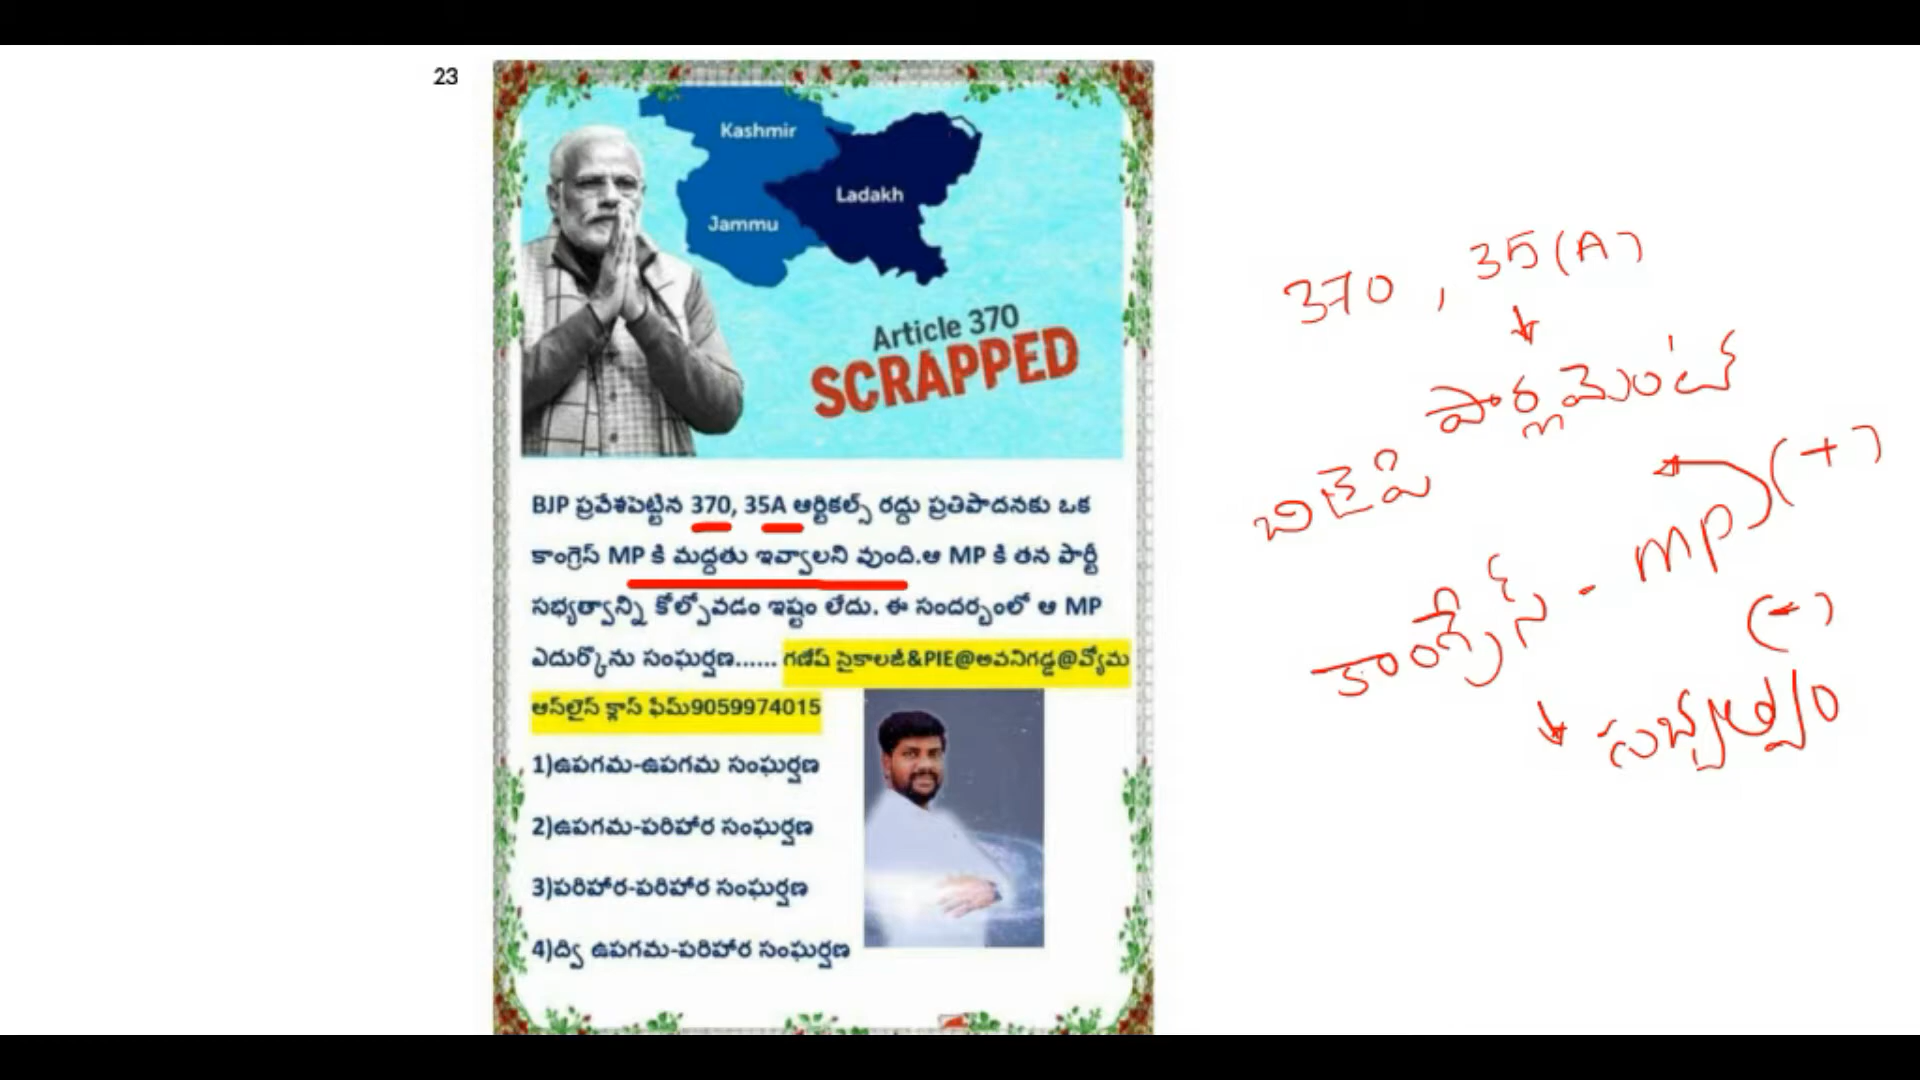 23
Kashmir
Ladakh
Jammu
Article 370
SCRAPPED
BJP ప్రవేశపెట్టిన 370, 35A ఆర్టికల్స్ రద్దు ప్రతిపాదనకు ఒక
కాంగ్రెస్ MP కి మద్దతు ఇవ్వాలని వుంది.ఆ MP కి తన పార్టీ
సభ్యత్వాన్ని కోల్పోవడం ఇష్టం లేదు. ఈ సందర్భంలో ఆ MP
ఎదుర్కొను సంఘర్షణ...... గణేష్ సైకాలజీ&PIE@అవనిగడ్డ@వ్యోమ
ఆన్‌లైన్ క్లాస్ ఫీమ్9059974015
1)ఉపగమ-ఉపగమ సంఘర్షణ
2)ఉపగమ-పరిహార సంఘర్షణ
3)పరిహార-పరిహార సంఘర్షణ
4)ద్వి ఉపగమ-పరిహార సంఘర్షణ
370 , 35(A)
పార్లమెంట్
బిజెపి
(+)
కాంగ్రెస్ - MP
(-)
సభ్యత్వం